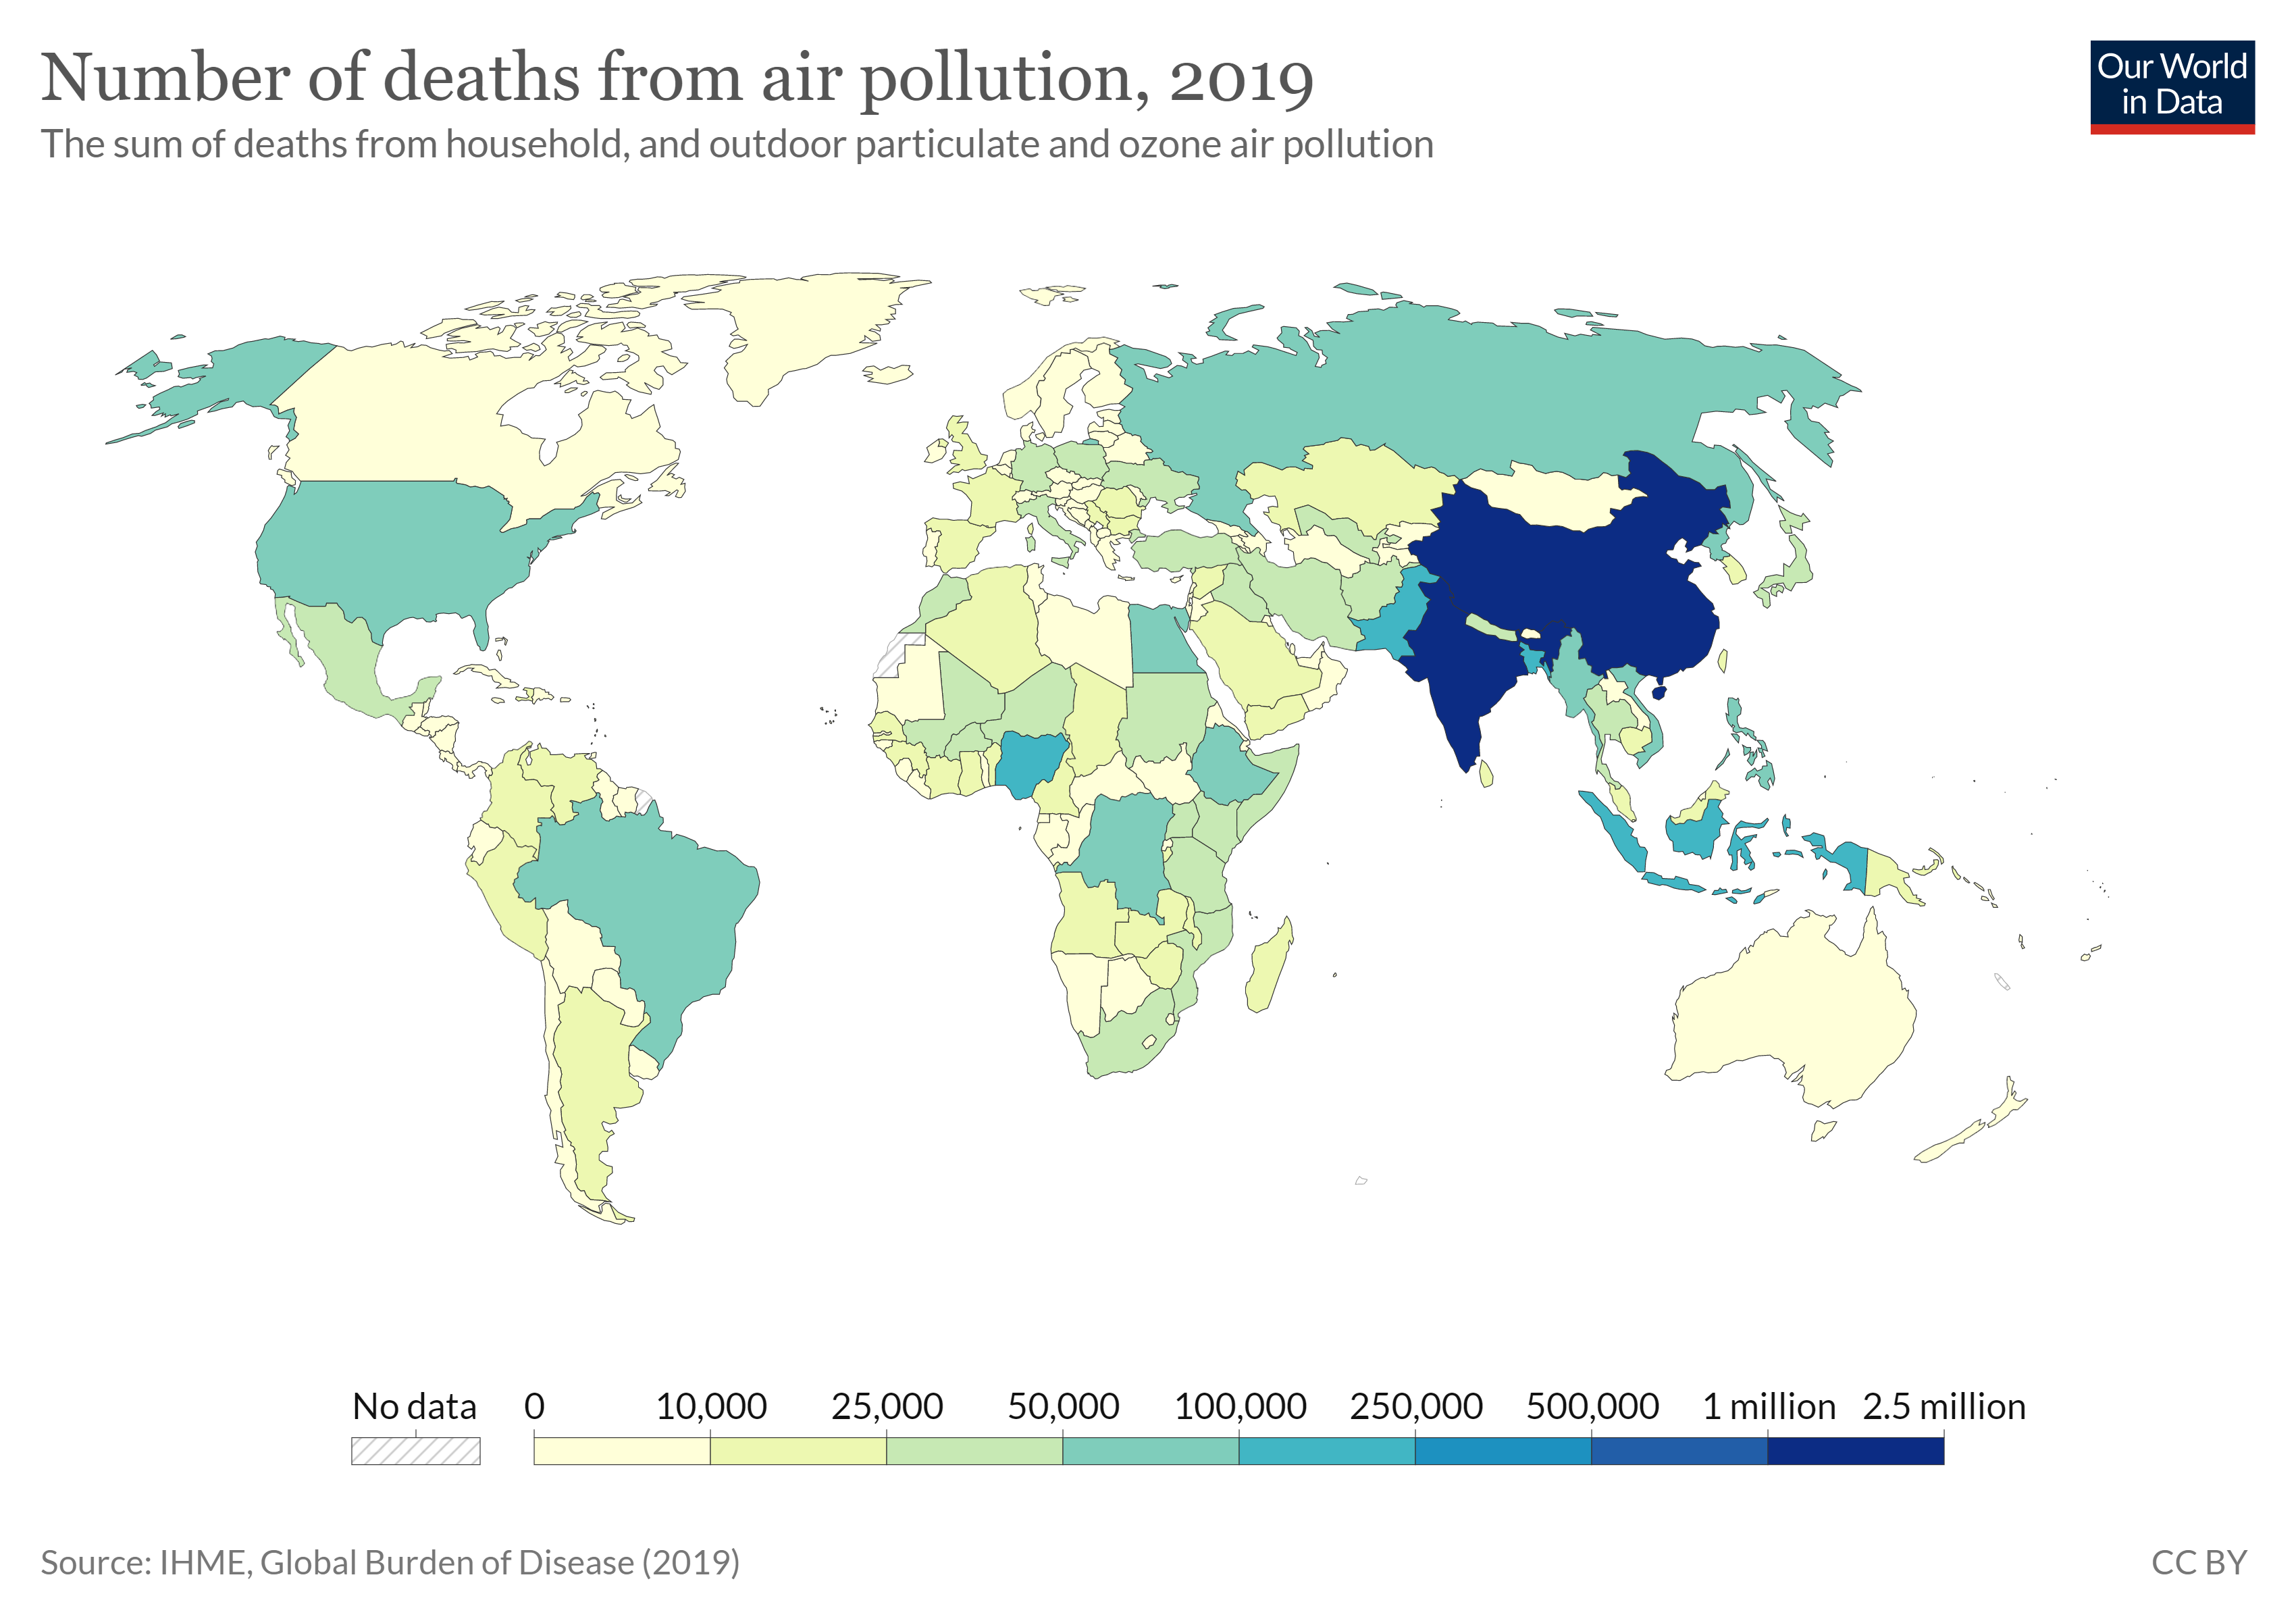 Number of deaths from air pollution, 2019
The sum of deaths from household, and outdoor particulate and ozone air pollution
Our World
in Data
No data 0 10,000 25,000 50,000 100,000 250,000 500,000 1 million 2.5 million
Source: IHME, Global Burden of Disease (2019)
CC BY